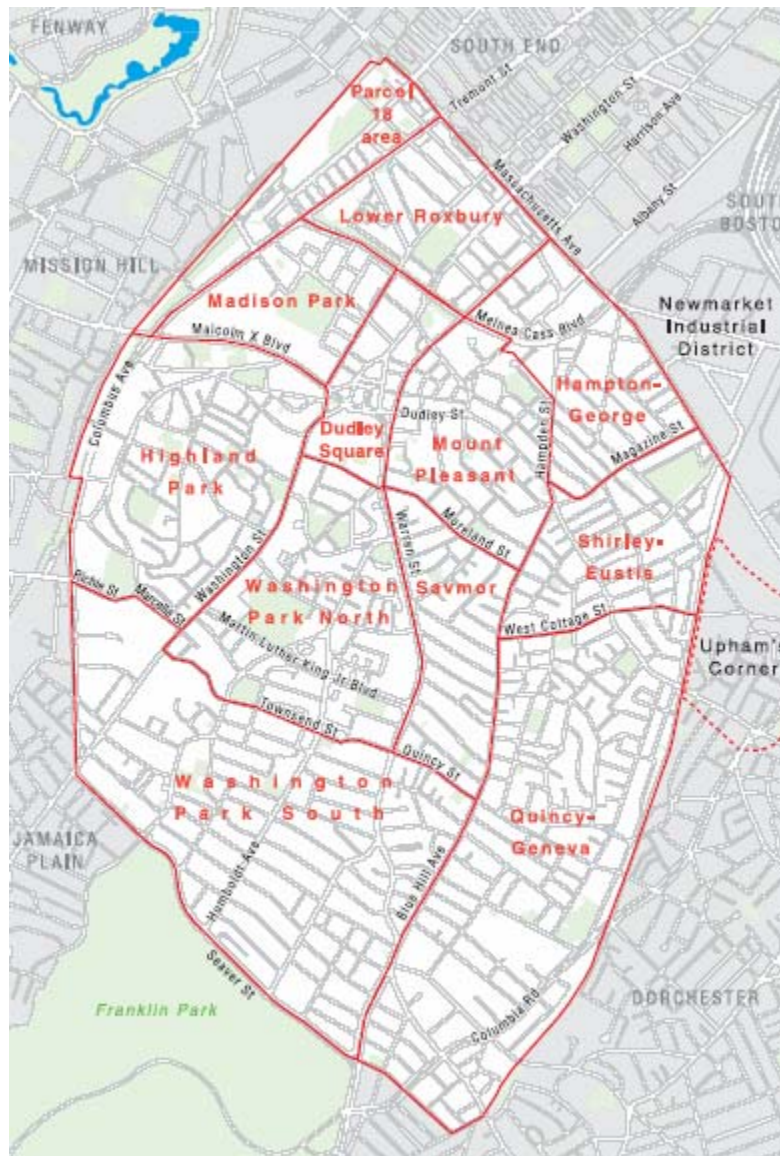 FENWAY
SOUTH END
Parcel
18
area
Tremont St
Washington St
Harrison Ave
Albany St
Massachusetts Ave
SOUTH
BOSTO
Lower Roxbury
MISSION HILL
Madison Park
Malcolm X Blvd
Melnea Cass Blvd
Newmarket
Industrial
District
Columbus Ave
Hampton-
George
Dudley St
Dudley
Square
Mount
Pleasant
Hampden St
Magazine St
Highland
Park
Moreland St
Warren St
Washington St
Shirley-
Eustis
Ritchie St
Marcella St
Washington
Park North
Savmor
West Cottage St
Martin Luther King Jr Blvd
Upham's
Corner
Townsend St
Quincy St
Washington
Park South
Quincy-
Geneva
JAMAICA
PLAIN
Humboldt Ave
Blue Hill Ave
Seaver St
Franklin Park
Columbia Rd
DORCHESTER